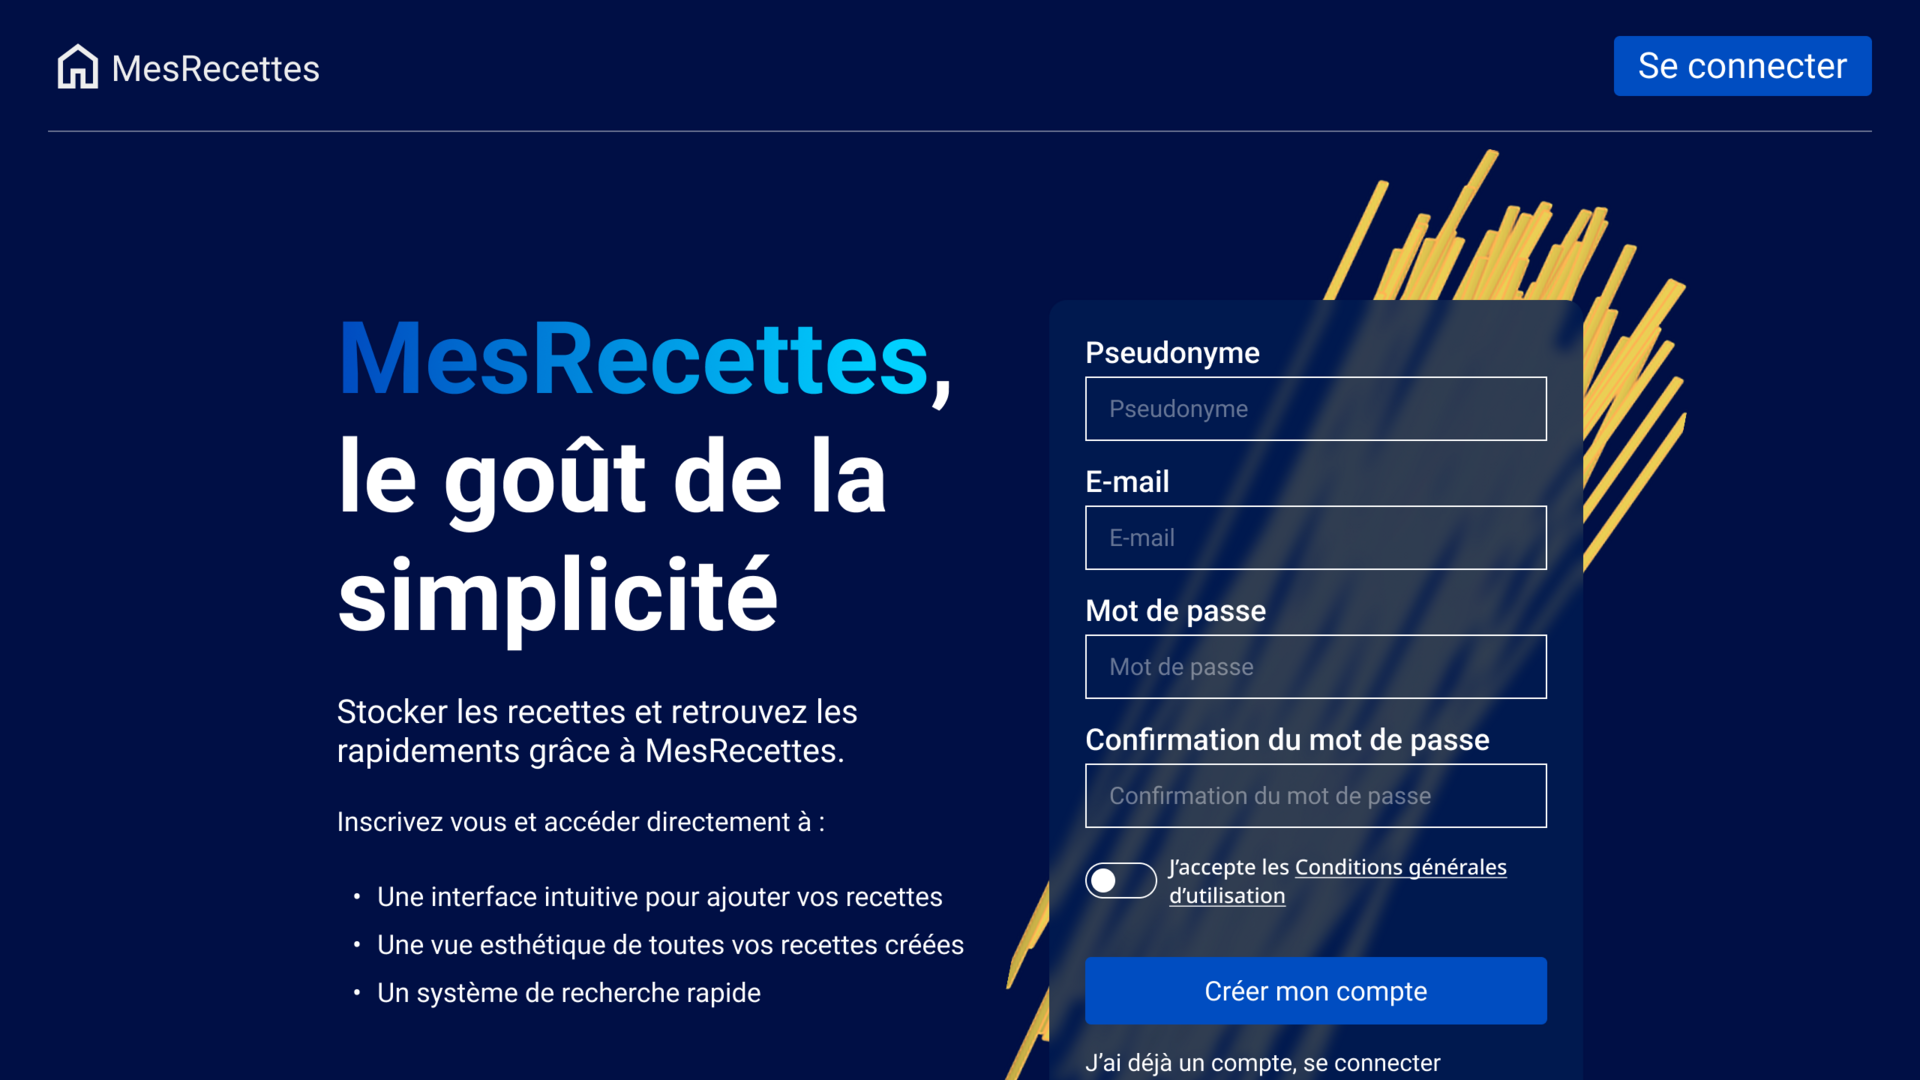 MesRecettes
Se connecter
MesRecettes,
le goût de la
simplicité
Stocker les recettes et retrouvez les
rapidements grâce à MesRecettes.
Inscrivez vous et accéder directement à :
• Une interface intuitive pour ajouter vos recettes
• Une vue esthétique de toutes vos recettes créées
• Un système de recherche rapide
Pseudonyme
Pseudonyme
E-mail
E-mail
Mot de passe
Mot de passe
Confirmation du mot de passe
Confirmation du mot de passe
J’accepte les Conditions générales
d’utilisation
Créer mon compte
J’ai déjà un compte, se connecter